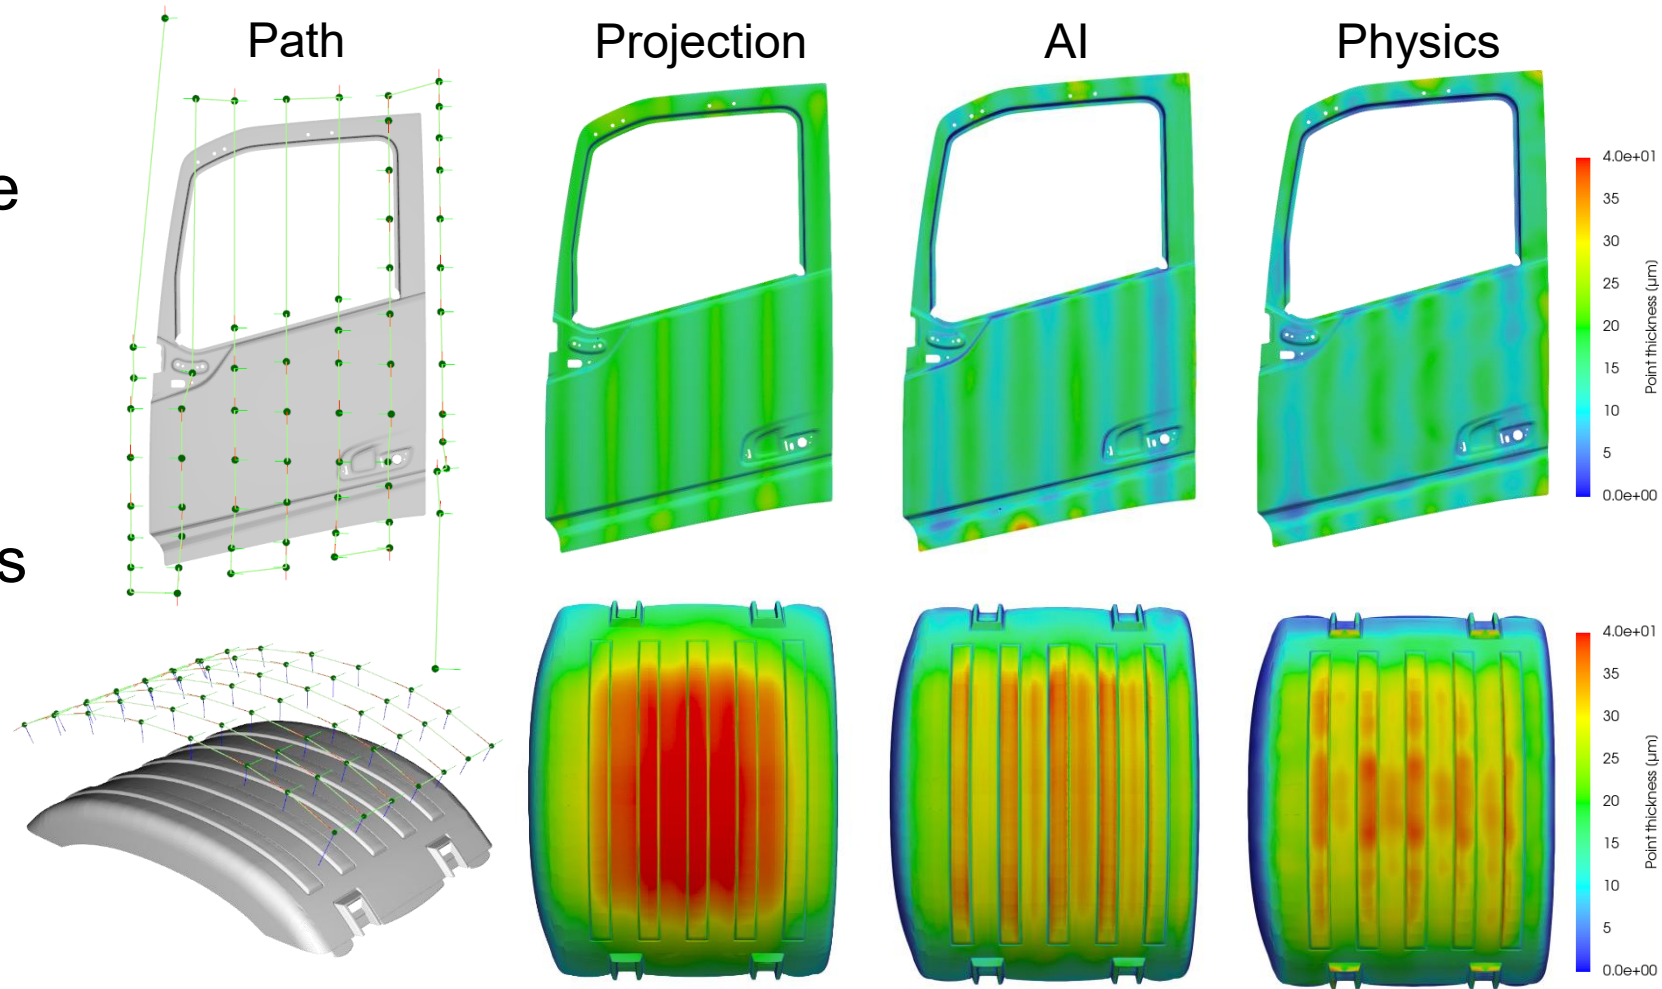 Path
Projection
AI
Physics
e
4.0e+01
35
30
25
20
15
10
5
0.0e+00
Point thickness (μm)
s
4.0e+01
35
30
25
20
15
10
5
0.0e+00
Point thickness (μm)